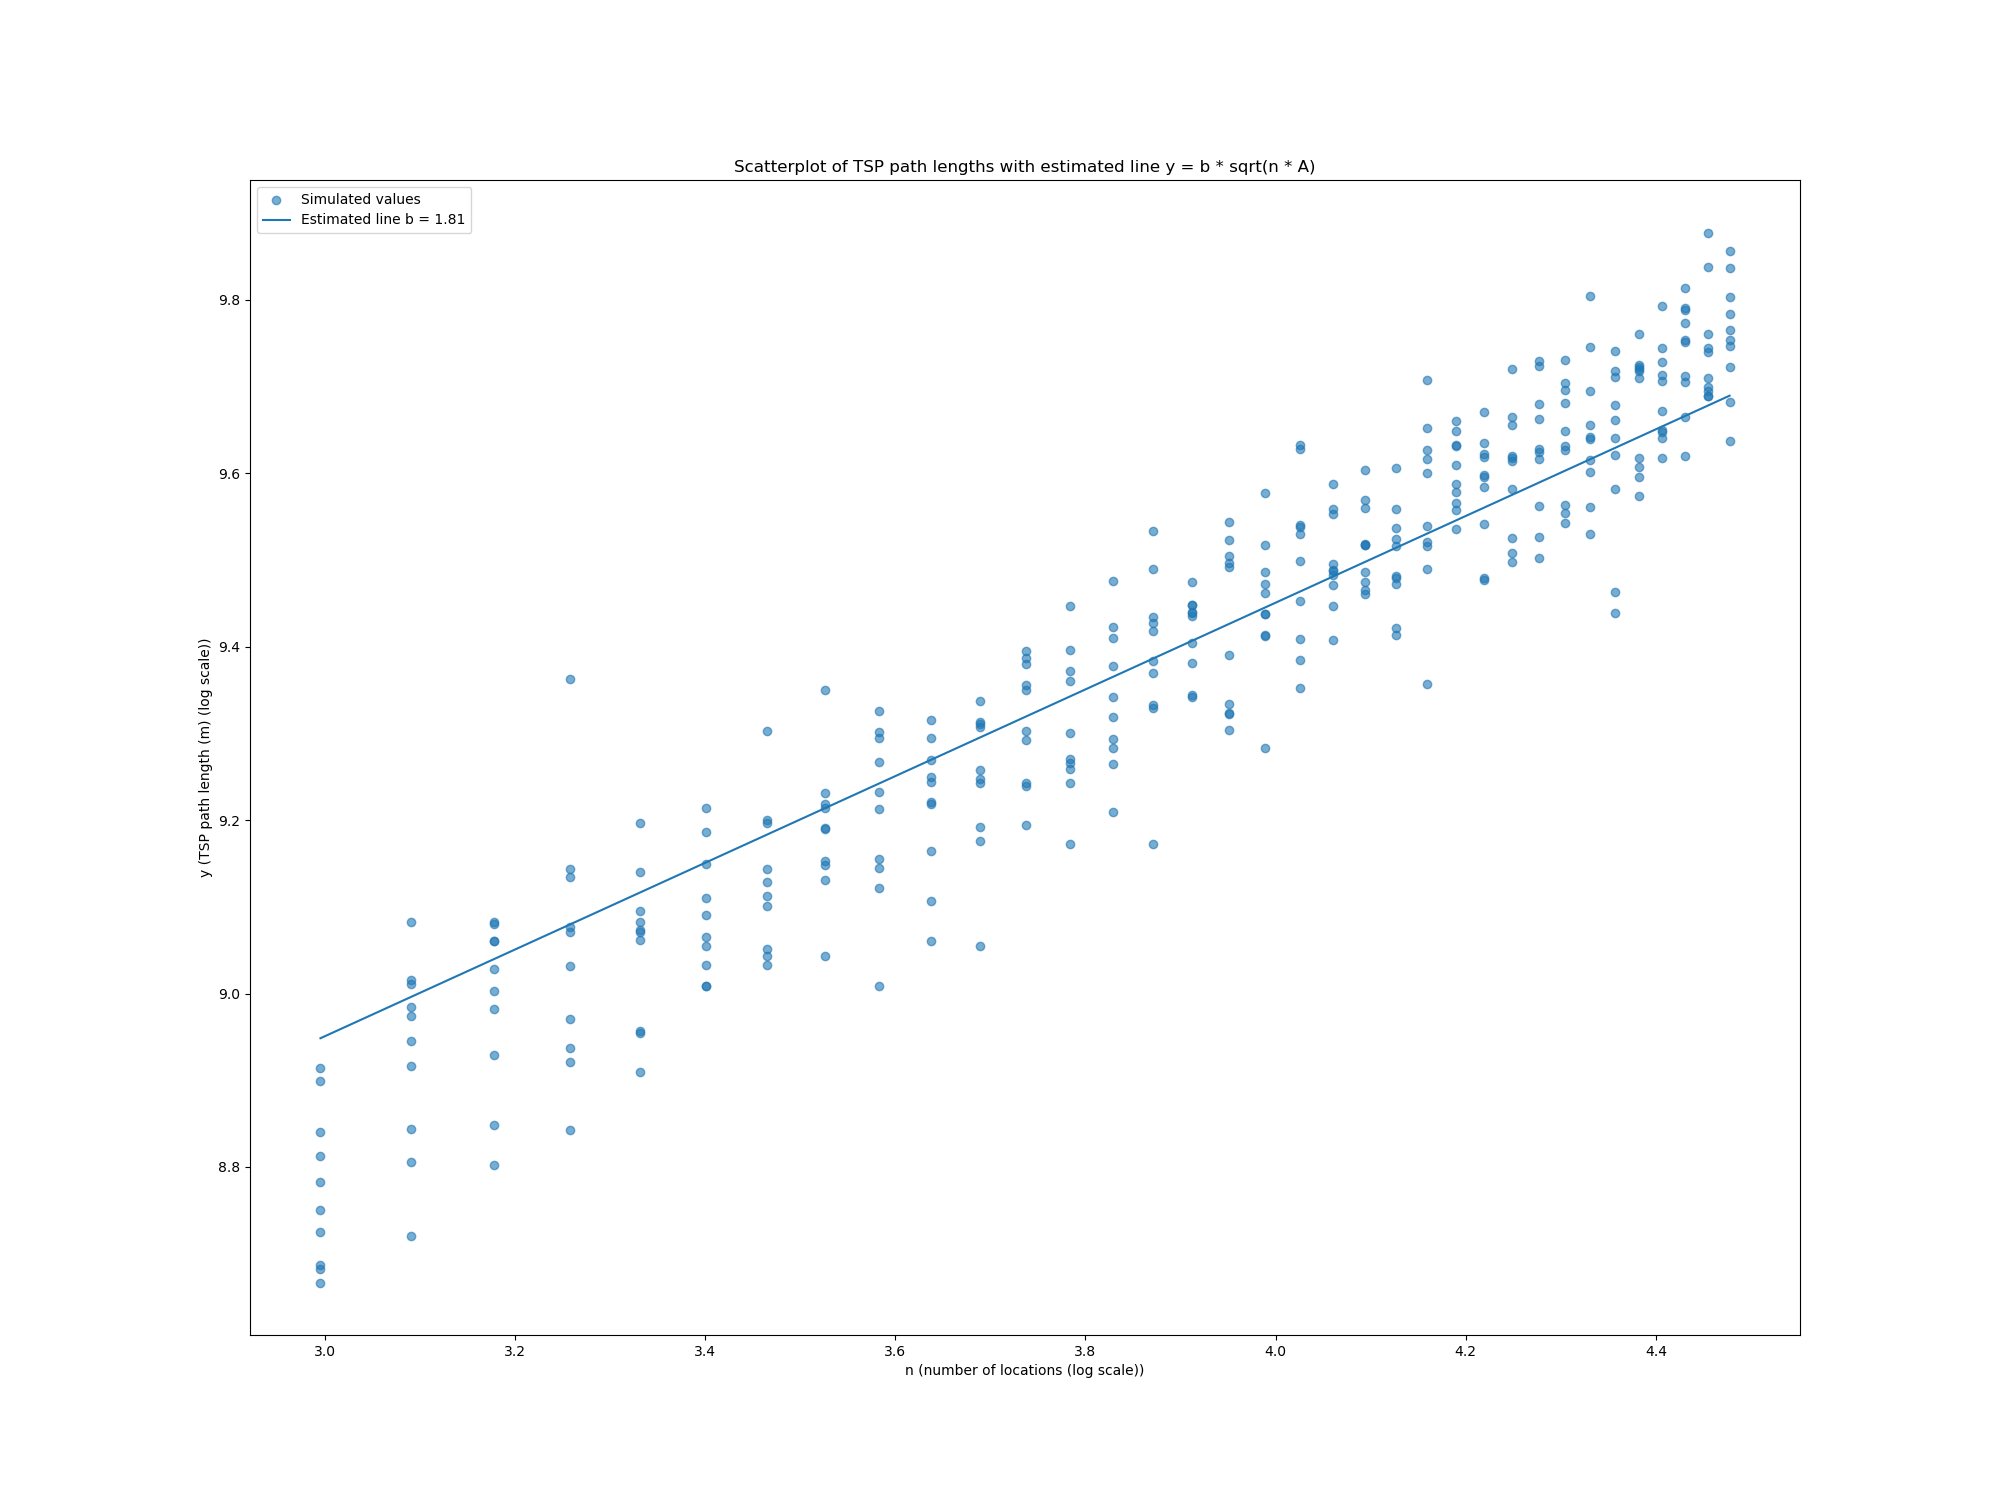 Scatterplot of TSP path lengths with estimated line y = b * sqrt(n * A)
Simulated values
Estimated line b = 1.81
9.8
9.6
9.4
9.2
9.0
8.8
y (TSP path length (m) (log scale))
3.0 3.2 3.4 3.6 3.8 4.0 4.2 4.4
n (number of locations (log scale))